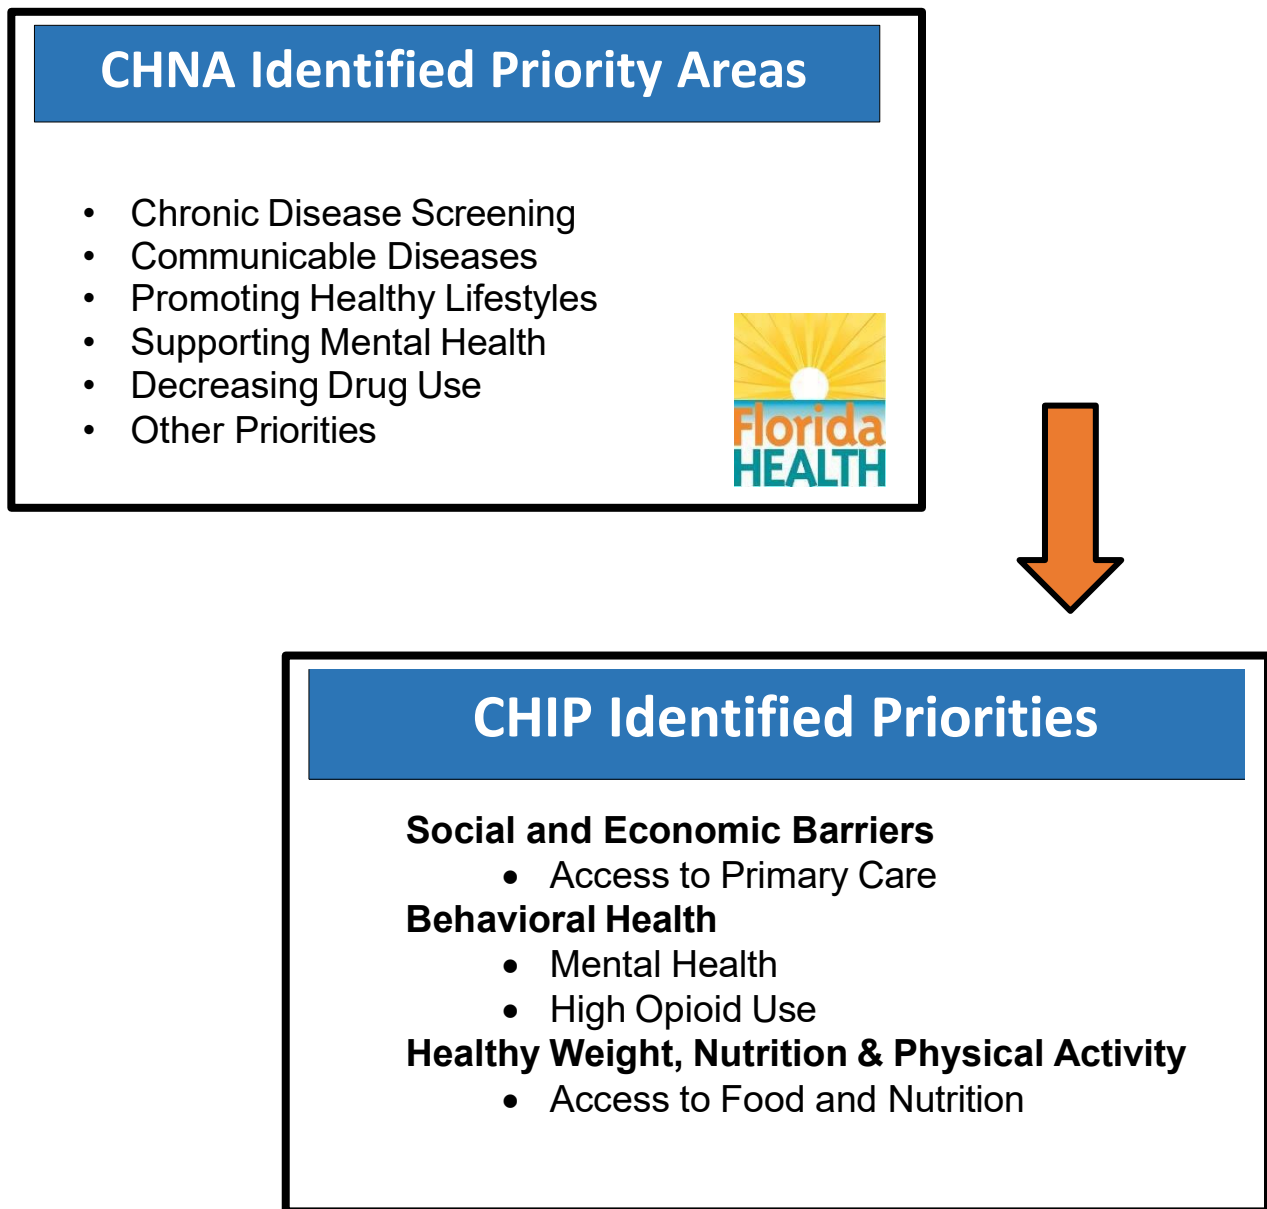 CHNA Identified Priority Areas
• Chronic Disease Screening
• Communicable Diseases
• Promoting Healthy Lifestyles
• Supporting Mental Health
• Decreasing Drug Use
• Other Priorities
Florida
HEALTH
CHIP Identified Priorities
Social and Economic Barriers
• Access to Primary Care
Behavioral Health
• Mental Health
• High Opioid Use
Healthy Weight, Nutrition & Physical Activity
• Access to Food and Nutrition